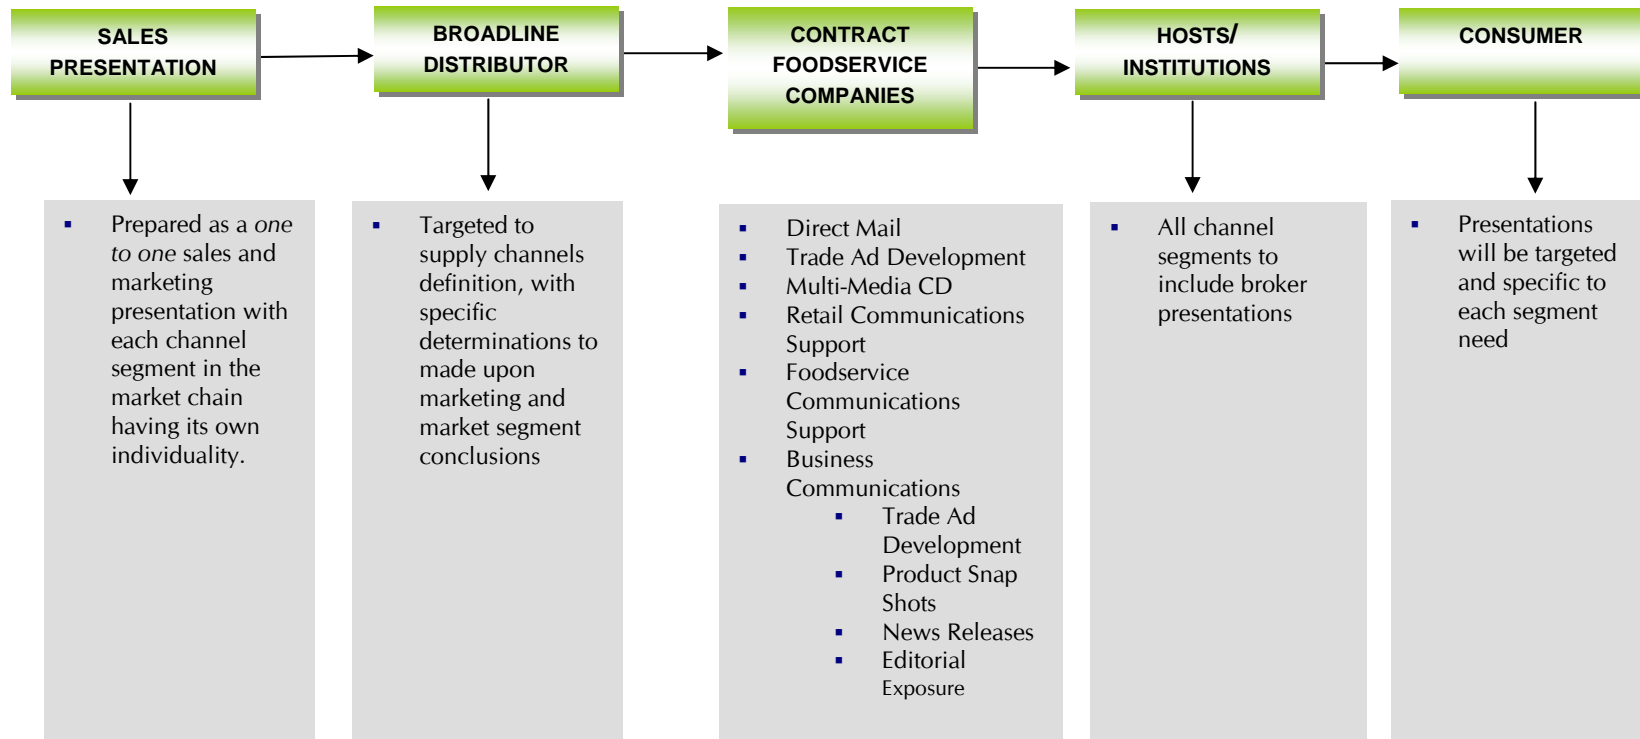 SALES
PRESENTATION
BROADLINE
DISTRIBUTOR
CONTRACT
FOODSERVICE
COMPANIES
HOSTS/
INSTITUTIONS
CONSUMER
▪ Prepared as a one
to one sales and
marketing
presentation with
each channel
segment in the
market chain
having its own
individuality.
▪ Targeted to
supply channels
definition, with
specific
determinations to
made upon
marketing and
market segment
conclusions
▪ Direct Mail
▪ Trade Ad Development
▪ Multi-Media CD
▪ Retail Communications
Support
▪ Foodservice
Communications
Support
▪ Business
Communications
▪ Trade Ad
Development
▪ Product Snap
Shots
▪ News Releases
▪ Editorial
Exposure
▪ All channel
segments to
include broker
presentations
▪ Presentations
will be targeted
and specific to
each segment
need